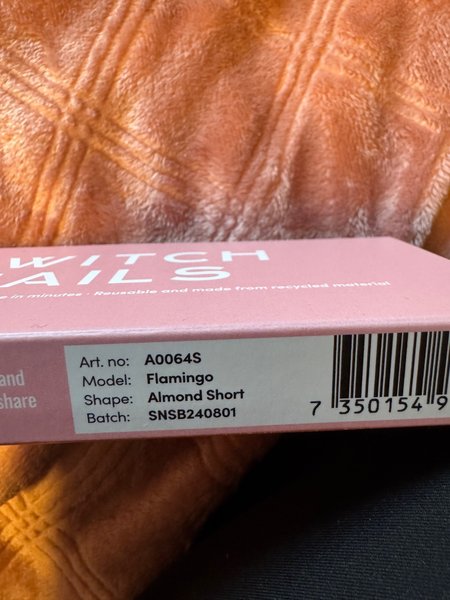 WITCH
AILS
in minutes · Reusable and made from recycled material
and
share
Art. no: A0064S
Model: Flamingo
Shape: Almond Short
Batch: SNSB240801
7 350154 9